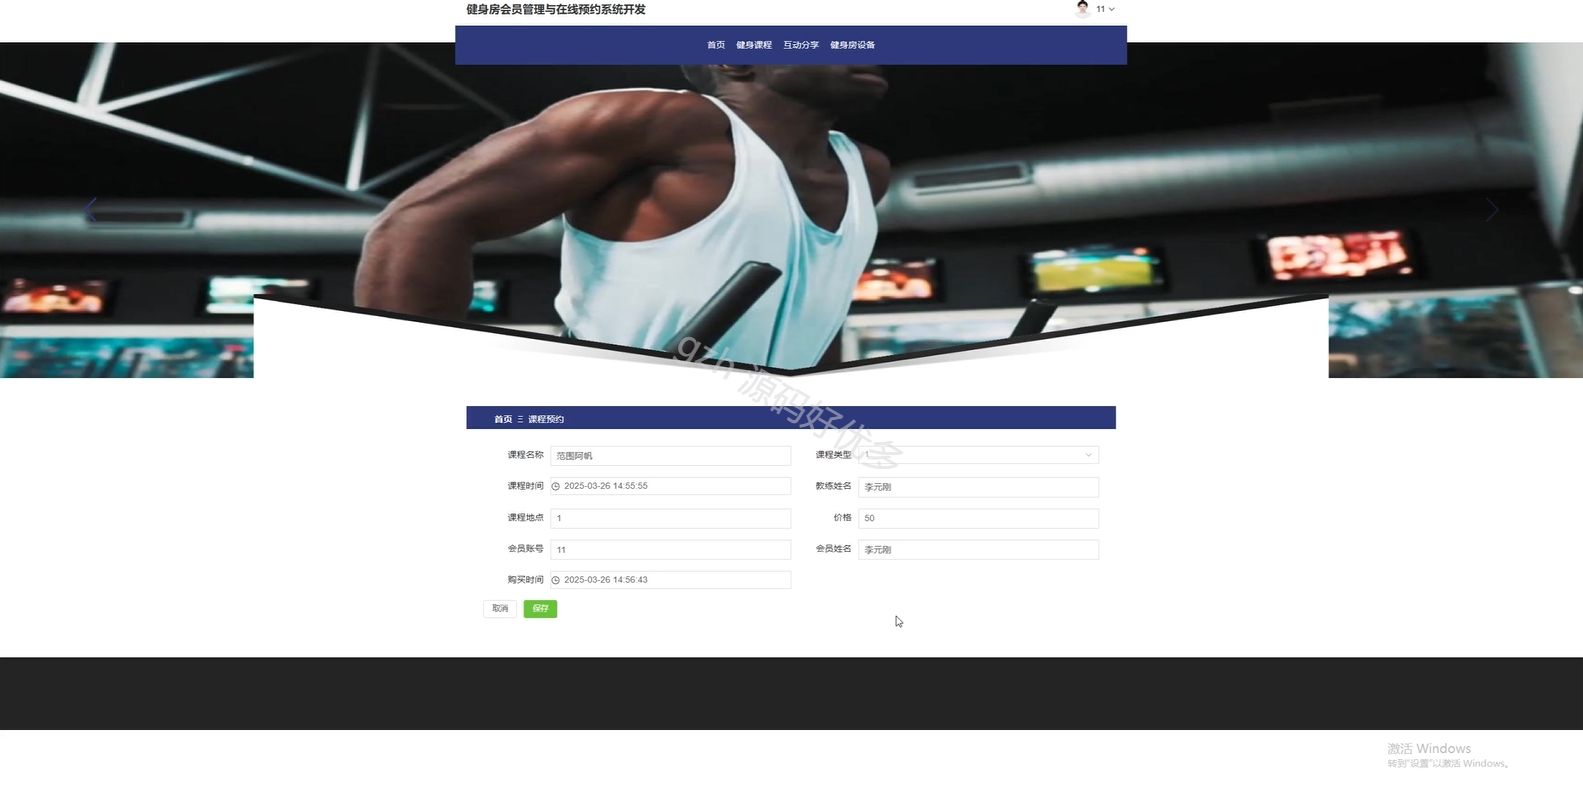 健身房会员管理与在线预约系统开发
11
首页 健身课程 互动分享 健身房设备
gzh 源码好优多
首页 Ξ 课程预约
课程名称 范围阿帆 课程类型 1
课程时间 2025-03-26 14:55:55 教练姓名 李元刚
课程地点 1 价格 50
会员账号 11 会员姓名 李元刚
购买时间 2025-03-26 14:56:43
取消 保存
激活 Windows
转到"设置"以激活 Windows。